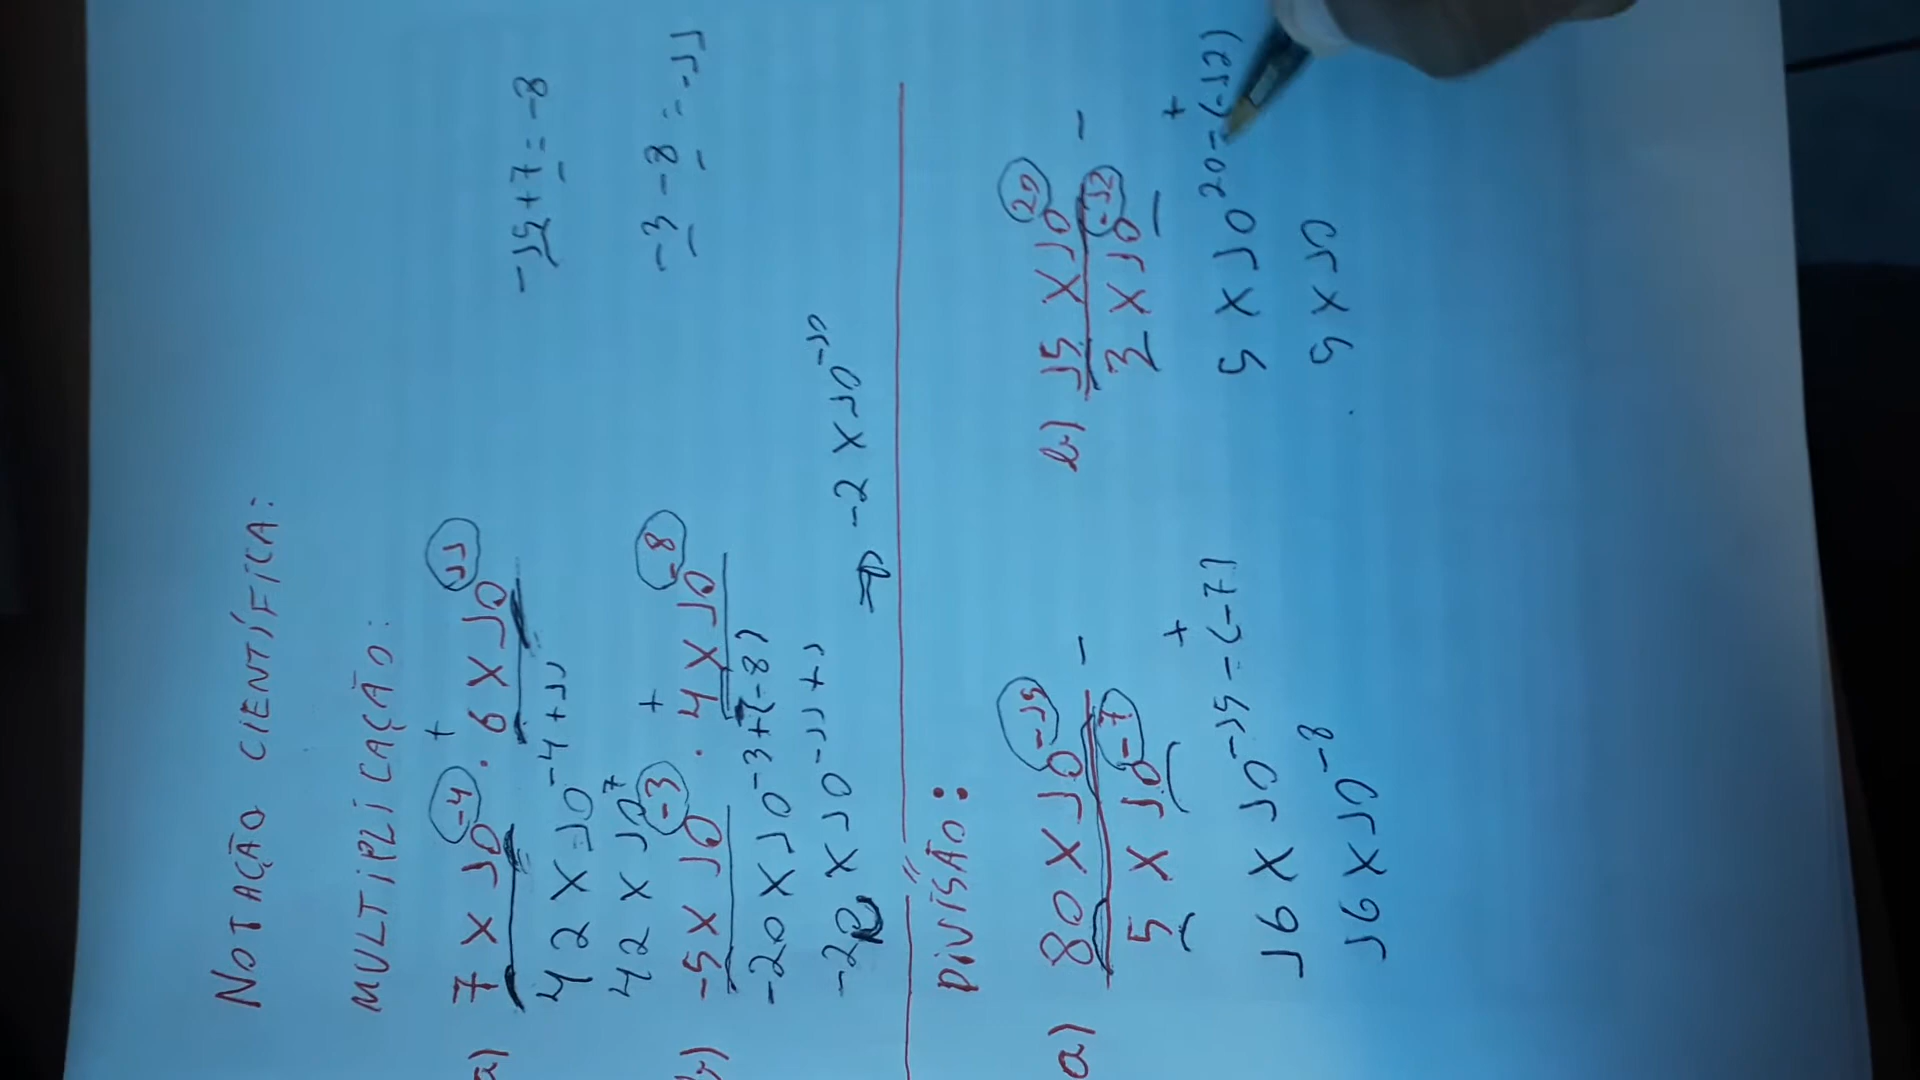 NOTAÇÃO CIENTÍFICA:
MULTIPLICAÇÃO:
a) 7 x 10^-4 . 6 x 10^11
+
42 x 10^-4+11
-15+7=-8
42 x 10^7
b) -5 x 10^-3 . 4 x 10^-8
+
-3-8=-11
-20 x 10^-3+(-8)
-20 x 10^-11+1
→ -2 x 10^-10
DIVISÃO:
a) 80 x 10^-15
5 x 10^-7
-
+
16 x 10^-15-(-7)
16 x 10^-8
b) 15 x 10^20
3 x 10^-12
-
+
5 x 10^20-(-12)
5 x 10